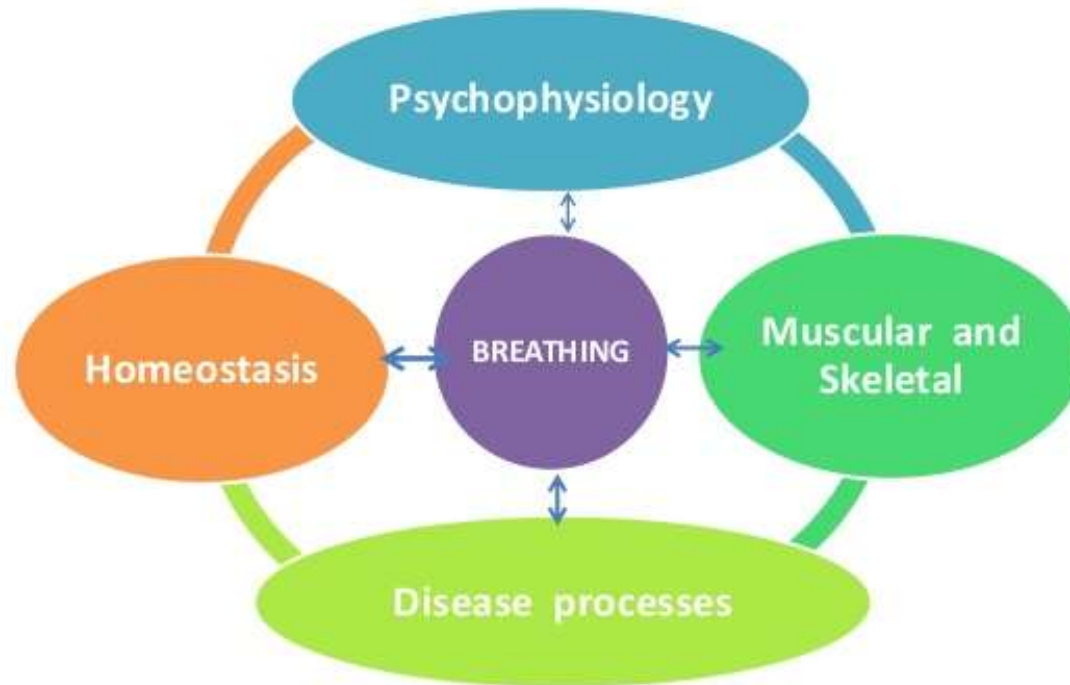 Psychophysiology
Homeostasis
BREATHING
Muscular and
Skeletal
Disease processes